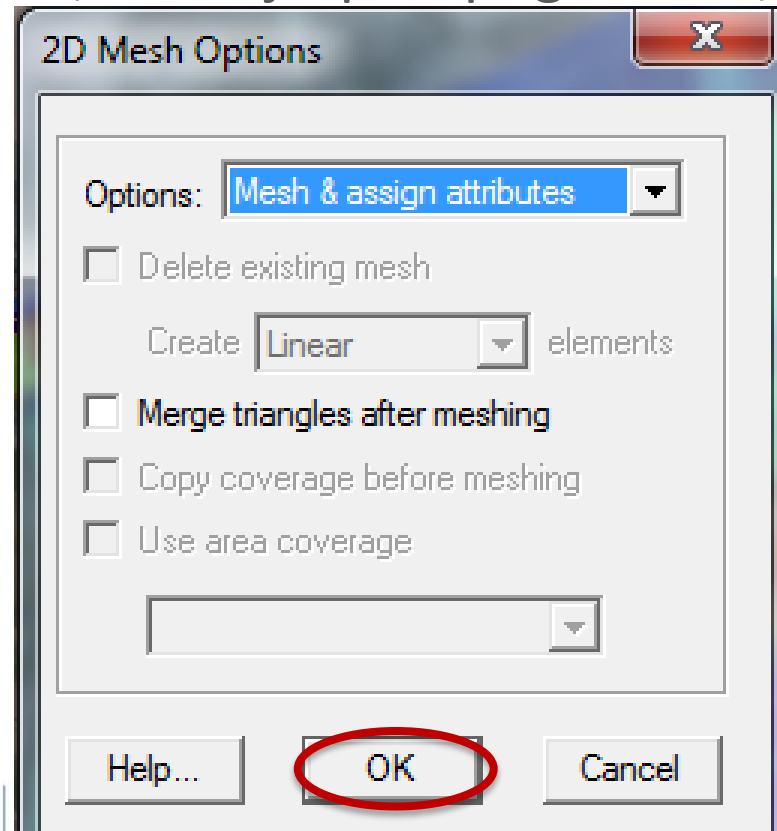 2D Mesh Options
Options: Mesh & assign attributes
Delete existing mesh
Create Linear elements
Merge triangles after meshing
Copy coverage before meshing
Use area coverage
Help... OK Cancel